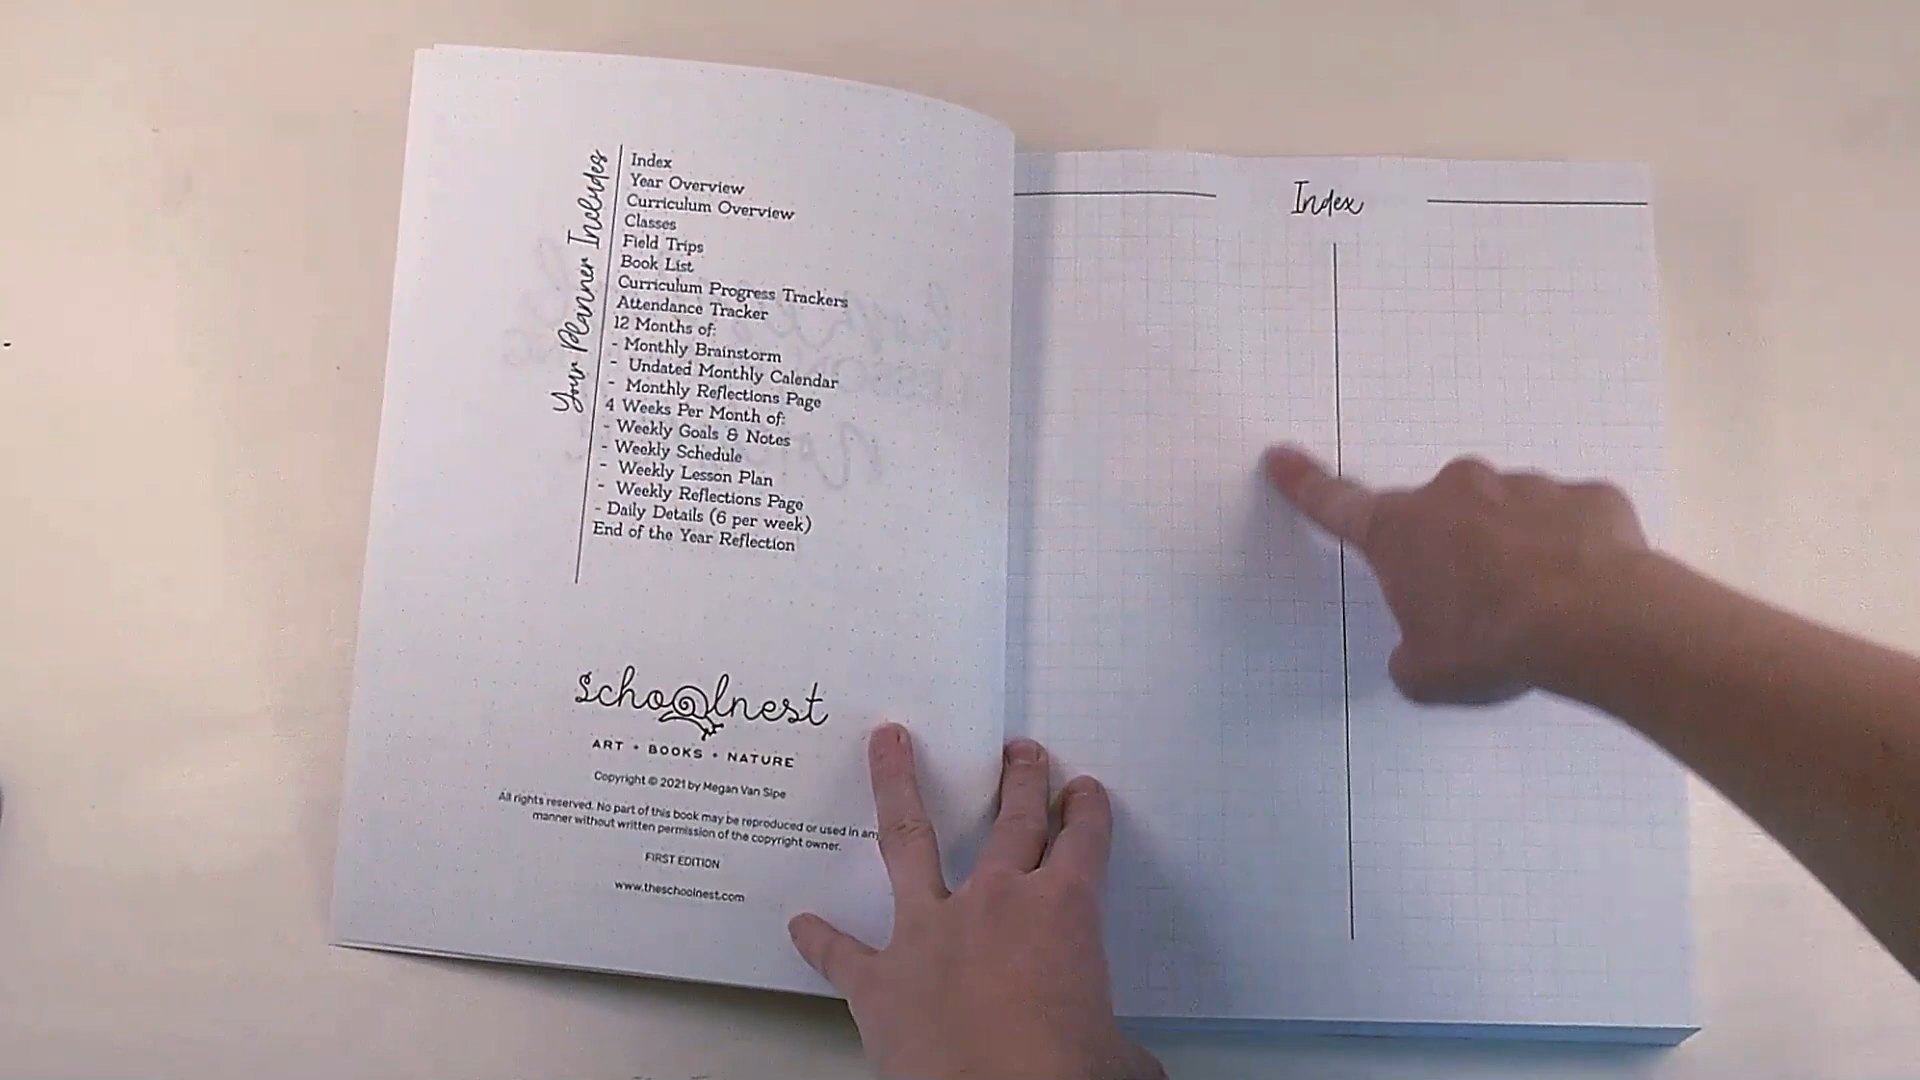 Your Planner Includes
Index
Year Overview
Curriculum Overview
Classes
Field Trips
Book List
Curriculum Progress Trackers
Attendance Tracker
12 Months of:
- Monthly Brainstorm
- Undated Monthly Calendar
- Monthly Reflections Page
4 Weeks Per Month of:
- Weekly Goals & Notes
- Weekly Schedule
- Weekly Lesson Plan
- Weekly Reflections Page
- Daily Details (6 per week)
End of the Year Reflection
schoolnest
ART • BOOKS • NATURE
Copyright © 2021 by Megan Van Sipe
All rights reserved. No part of this book may be reproduced or used in any
manner without written permission of the copyright owner.
FIRST EDITION
www.theschoolnest.com
Index